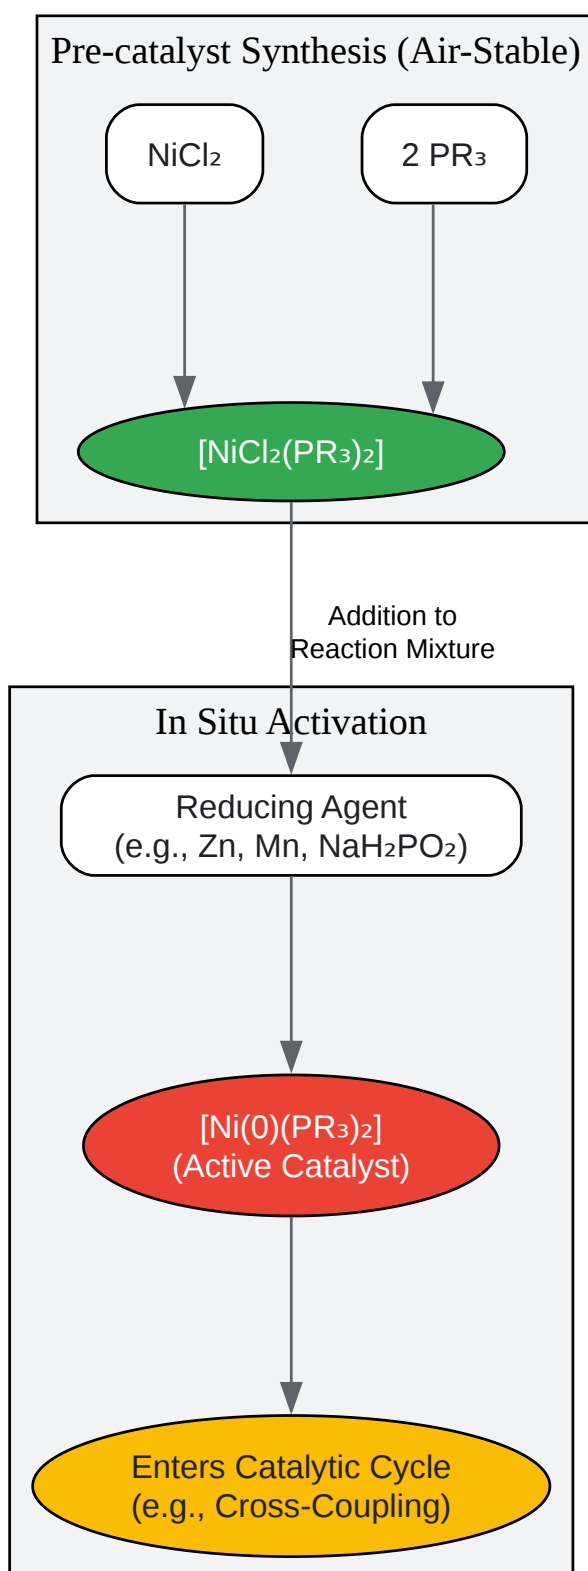 Pre-catalyst Synthesis (Air-Stable)
NiCl₂
2 PR₃
[NiCl₂(PR₃)₂]
Addition to
Reaction Mixture
In Situ Activation
Reducing Agent
(e.g., Zn, Mn, NaH₂PO₂)
[Ni(0)(PR₃)₂]
(Active Catalyst)
Enters Catalytic Cycle
(e.g., Cross-Coupling)